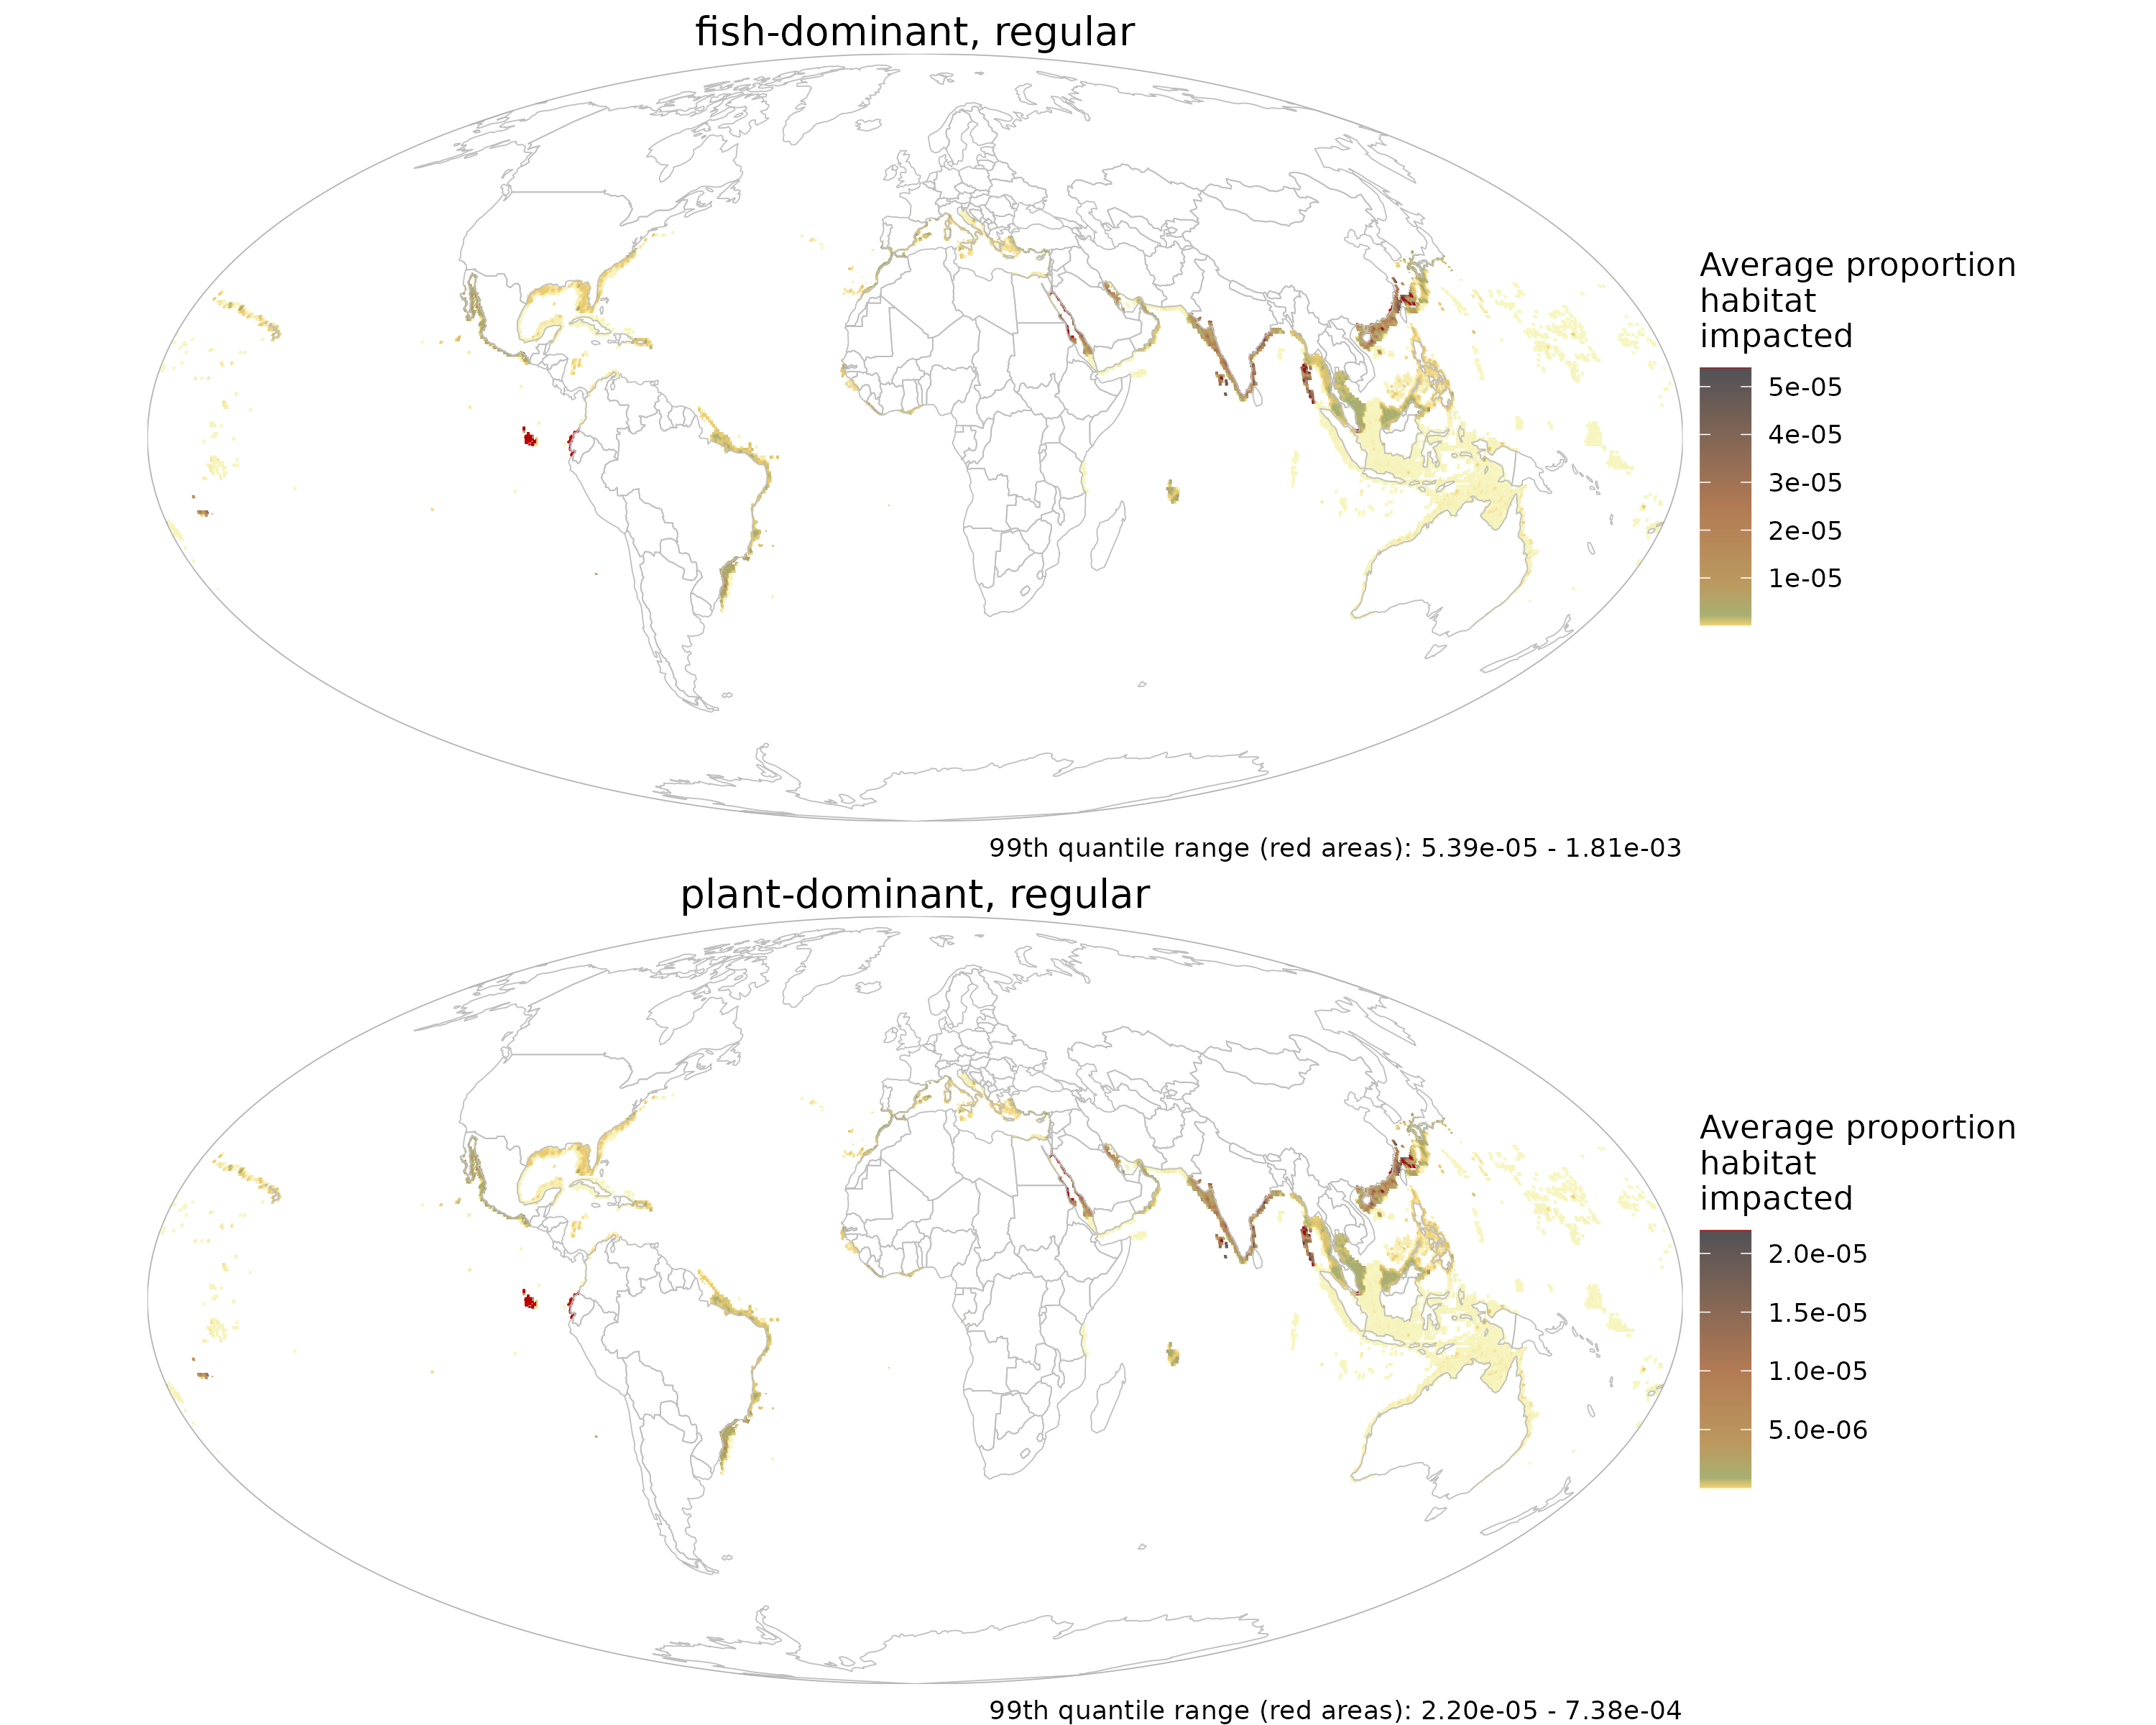 fish-dominant, regular
Average proportion
habitat
impacted
5e-05
4e-05
3e-05
2e-05
1e-05
99th quantile range (red areas): 5.39e-05 - 1.81e-03
plant-dominant, regular
Average proportion
habitat
impacted
2.0e-05
1.5e-05
1.0e-05
5.0e-06
99th quantile range (red areas): 2.20e-05 - 7.38e-04